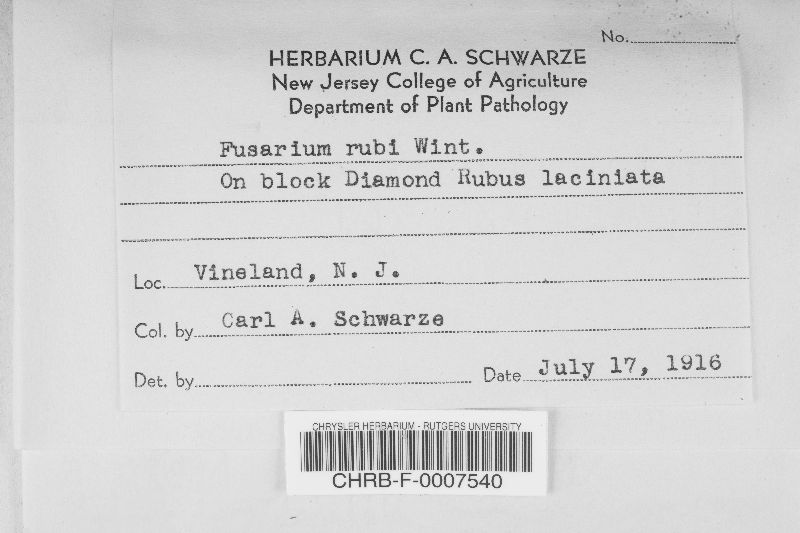 No.
HERBARIUM C. A. SCHWARZE
New Jersey College of Agriculture
Department of Plant Pathology
Fusarium rubi Wint.
On block Diamond Rubus laciniata
Loc. Vineland, N. J.
Col. by Carl A. Schwarze
Det. by Date July 17, 1916
CHRYSLER HERBARIUM - RUTGERS UNIVERSITY
CHRB-F-0007540